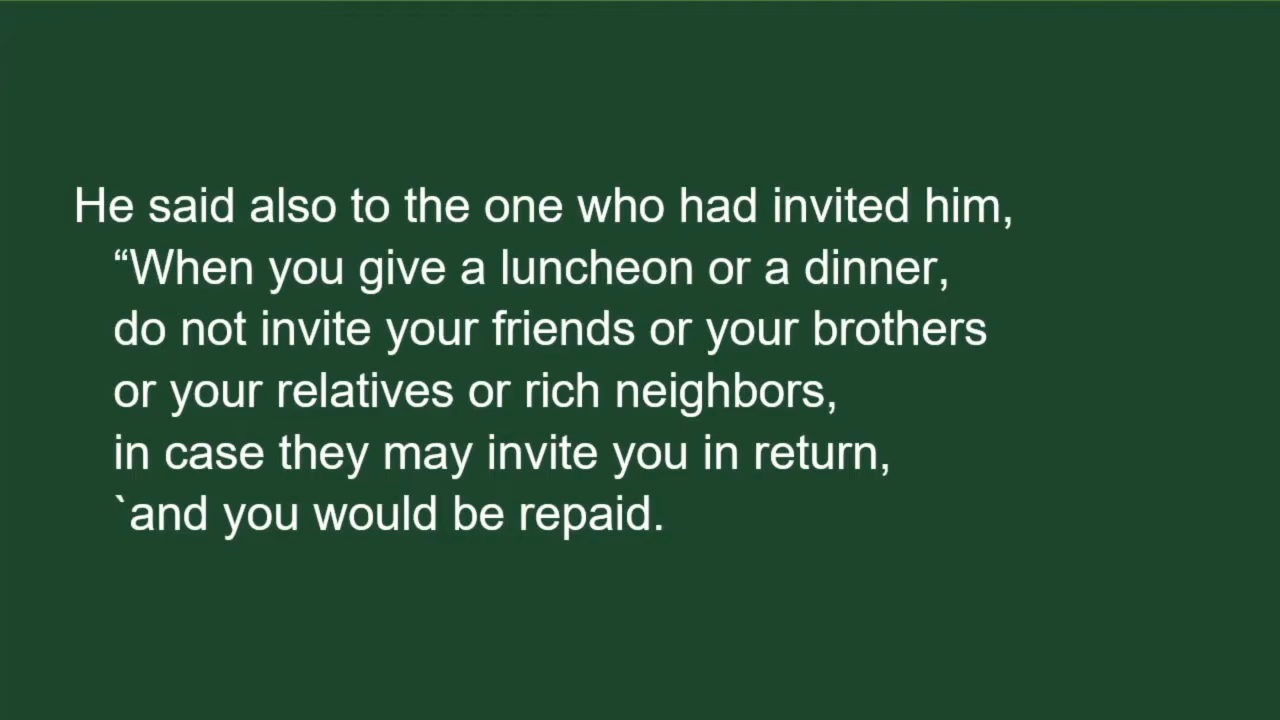 He said also to the one who had invited him,
“When you give a luncheon or a dinner,
do not invite your friends or your brothers
or your relatives or rich neighbors,
in case they may invite you in return,
`and you would be repaid.